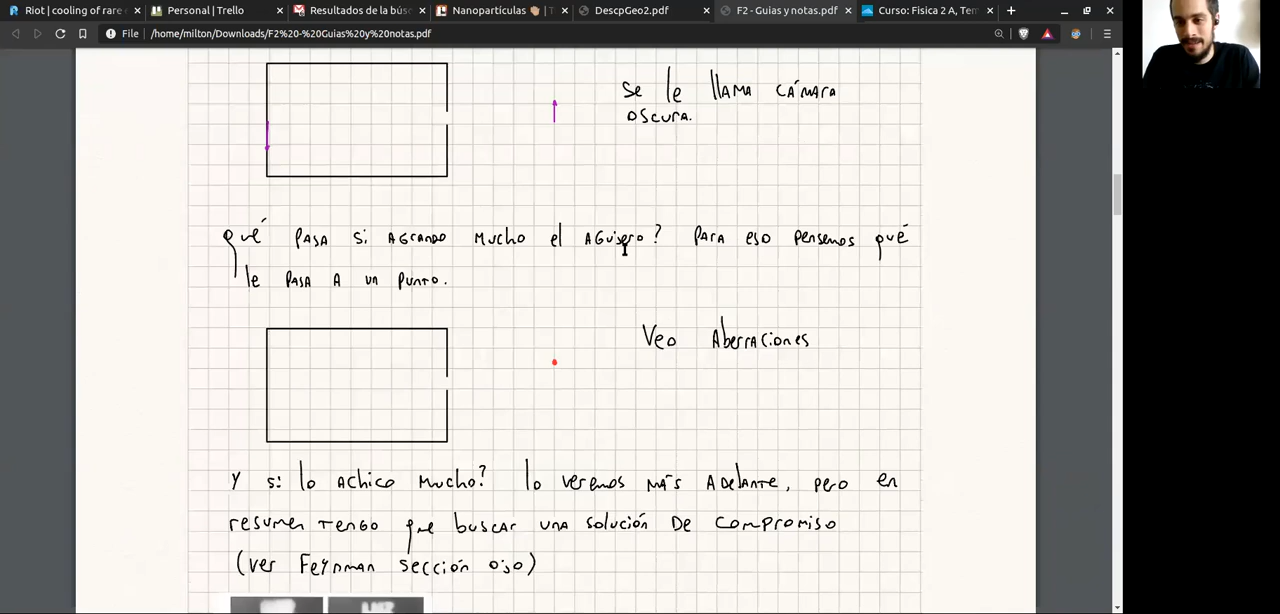 Riot | cooling of rare e
Personal | Trello
Resultados de la bús
Nanopartículas | T
DescpGeo2.pdf
F2 - Guias y notas.pdf
Curso: Fisica 2 A, Tem
File
/home/milton/Downloads/F2%20-%20Guias%20y%20notas.pdf
Se le llama cámara
oscura.
qué pasa si agrando mucho el agujero? Para eso pensemos qué
le pasa a un punto.
Veo Aberraciones
Y si lo achico mucho? lo veremos más adelante, pero en
resumen tengo que buscar una solución de compromiso
(ver Feynman sección ojo)